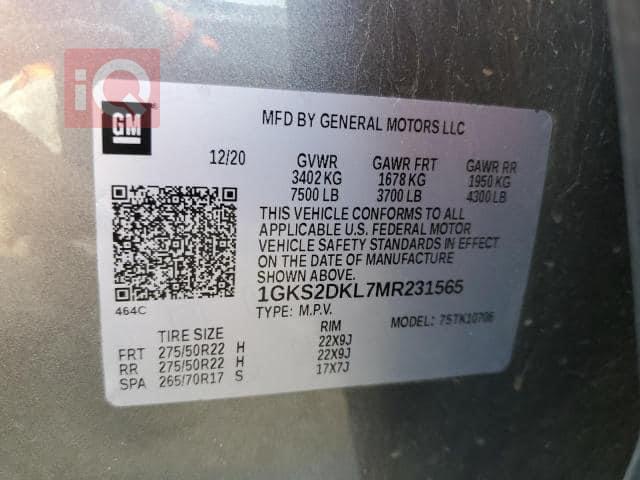 iQ
GM
MFD BY GENERAL MOTORS LLC
12/20 GVWR GAWR FRT GAWR RR
3402 KG 1678 KG 1950 KG
7500 LB 3700 LB 4300 LB
THIS VEHICLE CONFORMS TO ALL
APPLICABLE U.S. FEDERAL MOTOR
VEHICLE SAFETY STANDARDS IN EFFECT
ON THE DATE OF MANUFACTURE
SHOWN ABOVE.
1GKS2DKL7MR231565
464C
TYPE: M.P.V. MODEL: 7STK10706
TIRE SIZE RIM
FRT 275/50R22 H 22X9J
RR 275/50R22 H 22X9J
SPA 265/70R17 S 17X7J